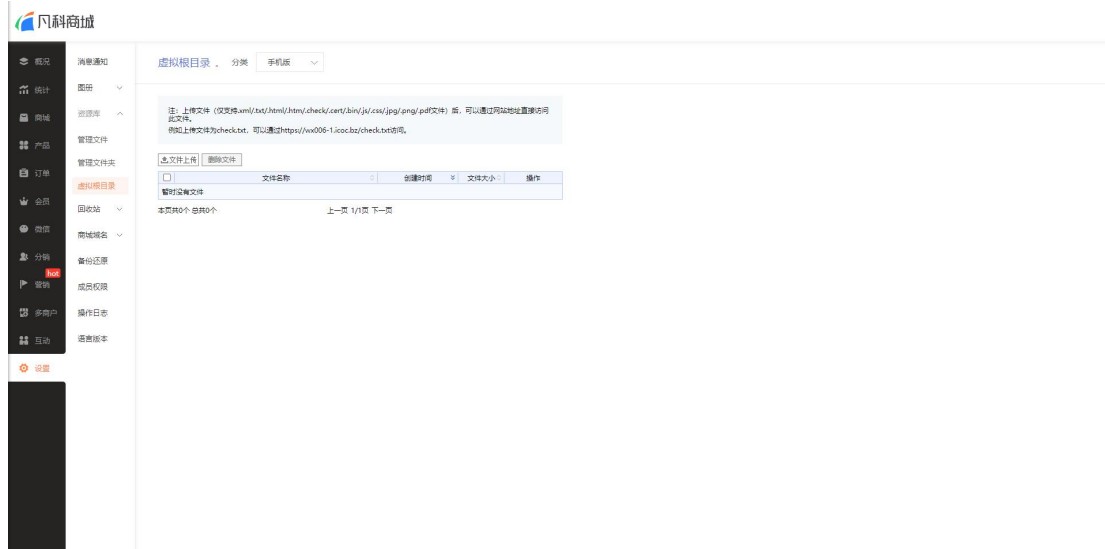 凡科商城
概况
统计
商城
产品
订单
会员
微信
分销
hot
营销
多商户
互动
设置
消息通知
图册
资源库
管理文件
管理文件夹
虚拟根目录
回收站
商城域名
备份还原
成员权限
操作日志
语言版本
虚拟根目录 . 分类 手机版
注：上传文件（仅支持.xml/.txt/.html/.htm/.check/.cert/.bin/.js/.css/.jpg/.png/.pdf文件）后，可以通过网站地址直接访问
此文件。
例如上传文件为check.txt，可以通过https://wx006-1.icoc.bz/check.txt访问。
文件上传 删除文件
文件名称 创建时间 文件大小 操作
暂时没有文件
本页共0个 总共0个 上一页 1/1页 下一页